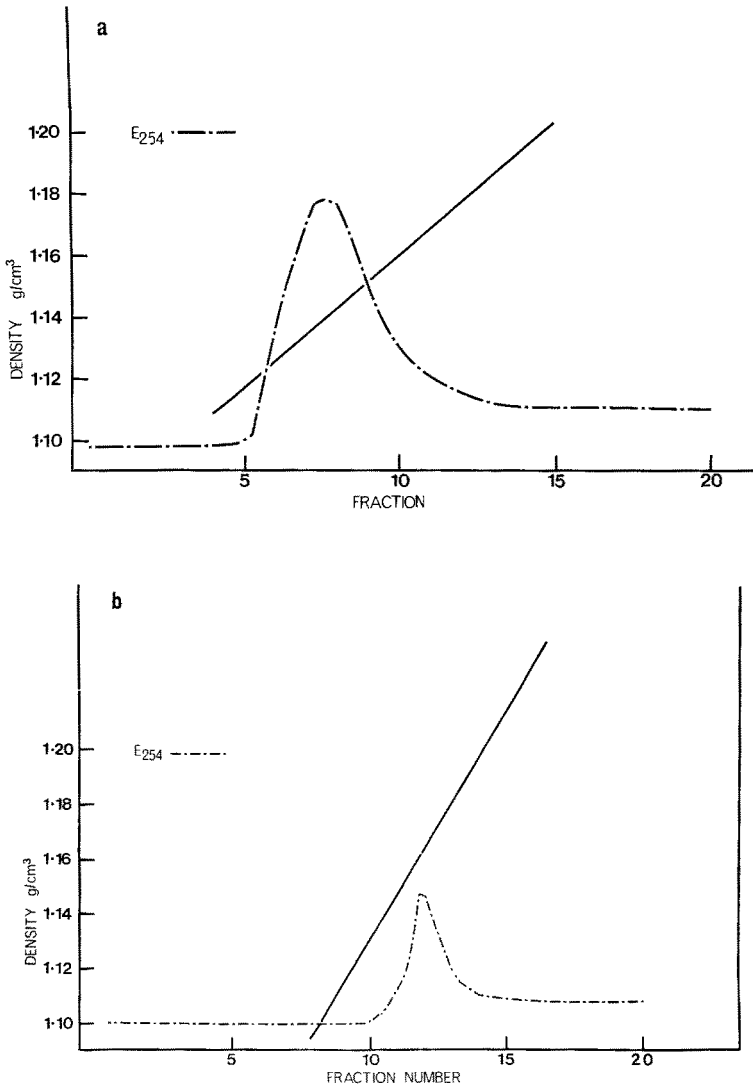 a
1·20
E254
1·18
1·16
1·14
1·12
1·10
DENSITY g/cm³
5
10
15
20
FRACTION
b
1·20
E254
1·18
1·16
1·14
1·12
1·10
DENSITY g/cm³
5
10
15
20
FRACTION NUMBER